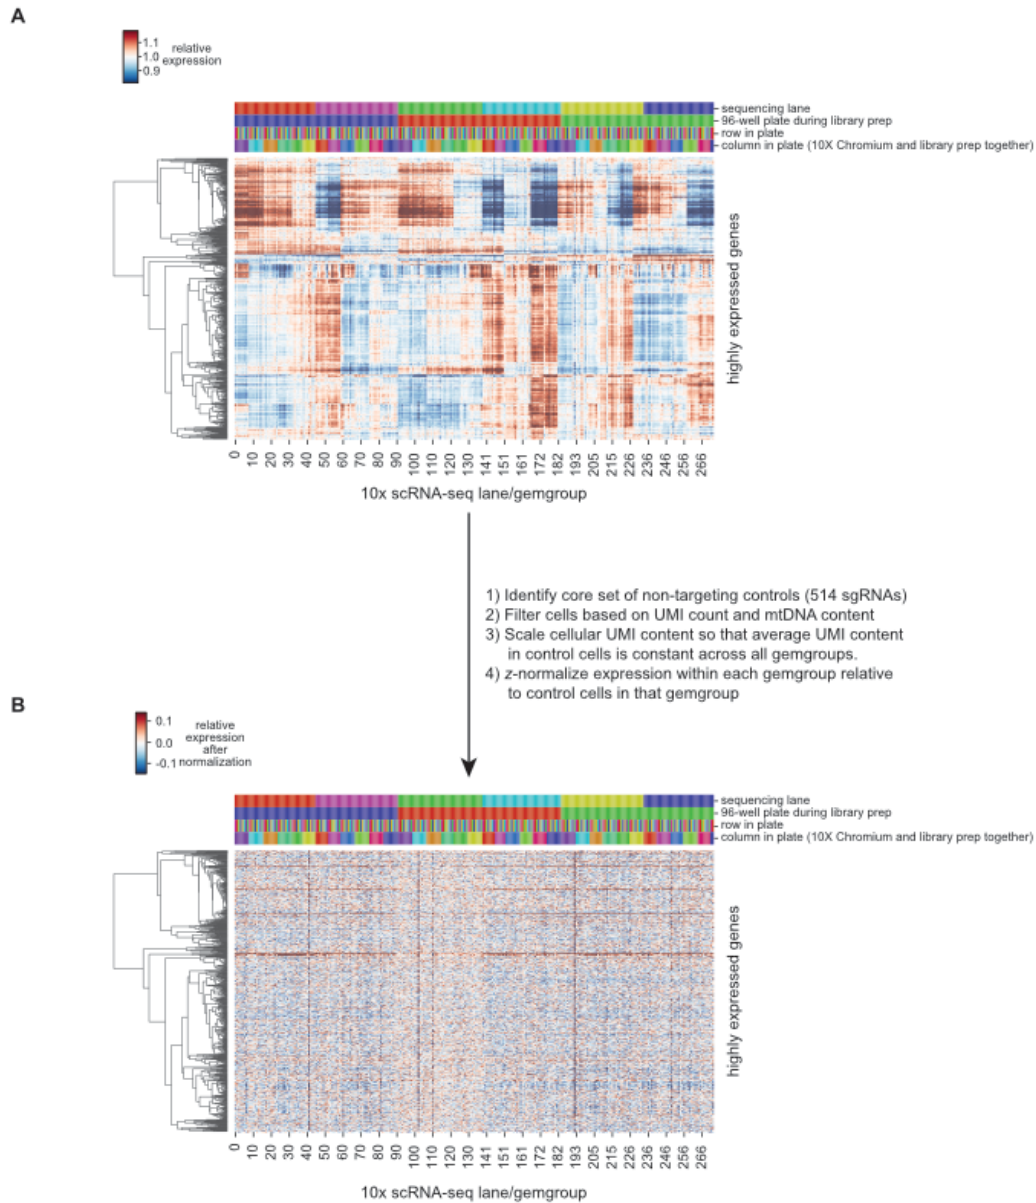 A
1.1
1.0
0.9
relative
expression
sequencing lane
96-well plate during library prep
row in plate
column in plate (10X Chromium and library prep together)
highly expressed genes
0 10 20 30 40 50 60 70 80 90 100 110 120 130 141 151 161 172 182 193 205 215 226 236 246 256 266
10x scRNA-seq lane/gemgroup
1) Identify core set of non-targeting controls (514 sgRNAs)
2) Filter cells based on UMI count and mtDNA content
3) Scale cellular UMI content so that average UMI content
in control cells is constant across all gemgroups.
4) z-normalize expression within each gemgroup relative
to control cells in that gemgroup
B
0.1
0.0
-0.1
relative
expression
after
normalization
sequencing lane
96-well plate during library prep
row in plate
column in plate (10X Chromium and library prep together)
highly expressed genes
0 10 20 30 40 50 60 70 80 90 100 110 120 130 141 151 161 172 182 193 205 215 226 236 246 256 266
10x scRNA-seq lane/gemgroup